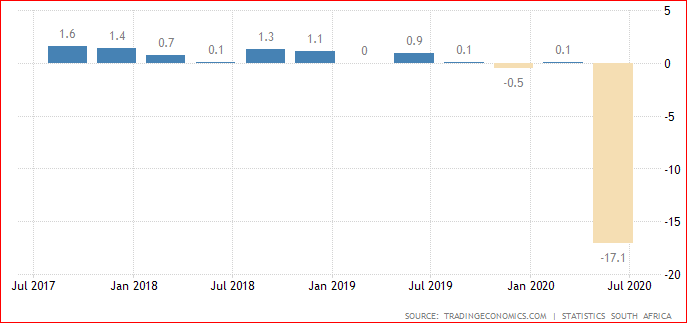 1.6 1.4 0.7 0.1 1.3 1.1 0 0.9 0.1 -0.5 0.1 -17.1
5
0
-5
-10
-15
-20
Jul 2017 Jan 2018 Jul 2018 Jan 2019 Jul 2019 Jan 2020 Jul 2020
SOURCE: TRADINGECONOMICS.COM | STATISTICS SOUTH AFRICA